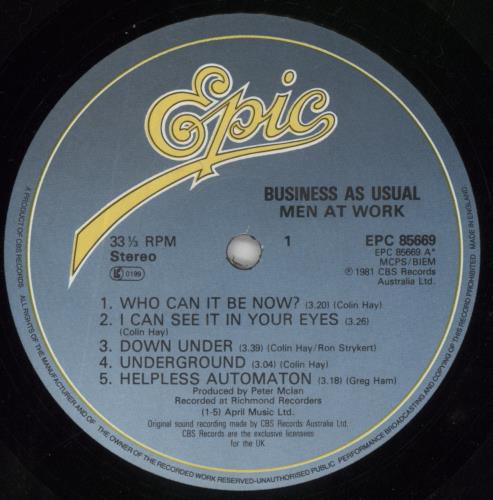 Epic
BUSINESS AS USUAL
MEN AT WORK
33⅓ RPM
Stereo
LC 0199
1
EPC 85669
EPC 85669 A*
MCPS/BIEM
℗ 1981 CBS Records
Australia Ltd.
1. WHO CAN IT BE NOW? (3.20) (Colin Hay)
2. I CAN SEE IT IN YOUR EYES (3.26)
(Colin Hay)
3. DOWN UNDER (3.39) (Colin Hay/Ron Strykert)
4. UNDERGROUND (3.04) (Colin Hay)
5. HELPLESS AUTOMATON (3.18) (Greg Ham)
Produced by Peter Mclan
Recorded at Richmond Recorders
(1-5) April Music Ltd.
Original sound recording made by CBS Records Australia Ltd.
CBS Records are the exclusive licensees
for the UK
A PRODUCT OF CBS RECORDS. ALL RIGHTS OF THE MANUFACTURER AND OF THE OWNER OF THE RECORDED WORK RESERVED-UNAUTHORISED PUBLIC PERFORMANCE BROADCASTING AND COPYING OF THIS RECORD PROHIBITED. MADE IN ENGLAND.